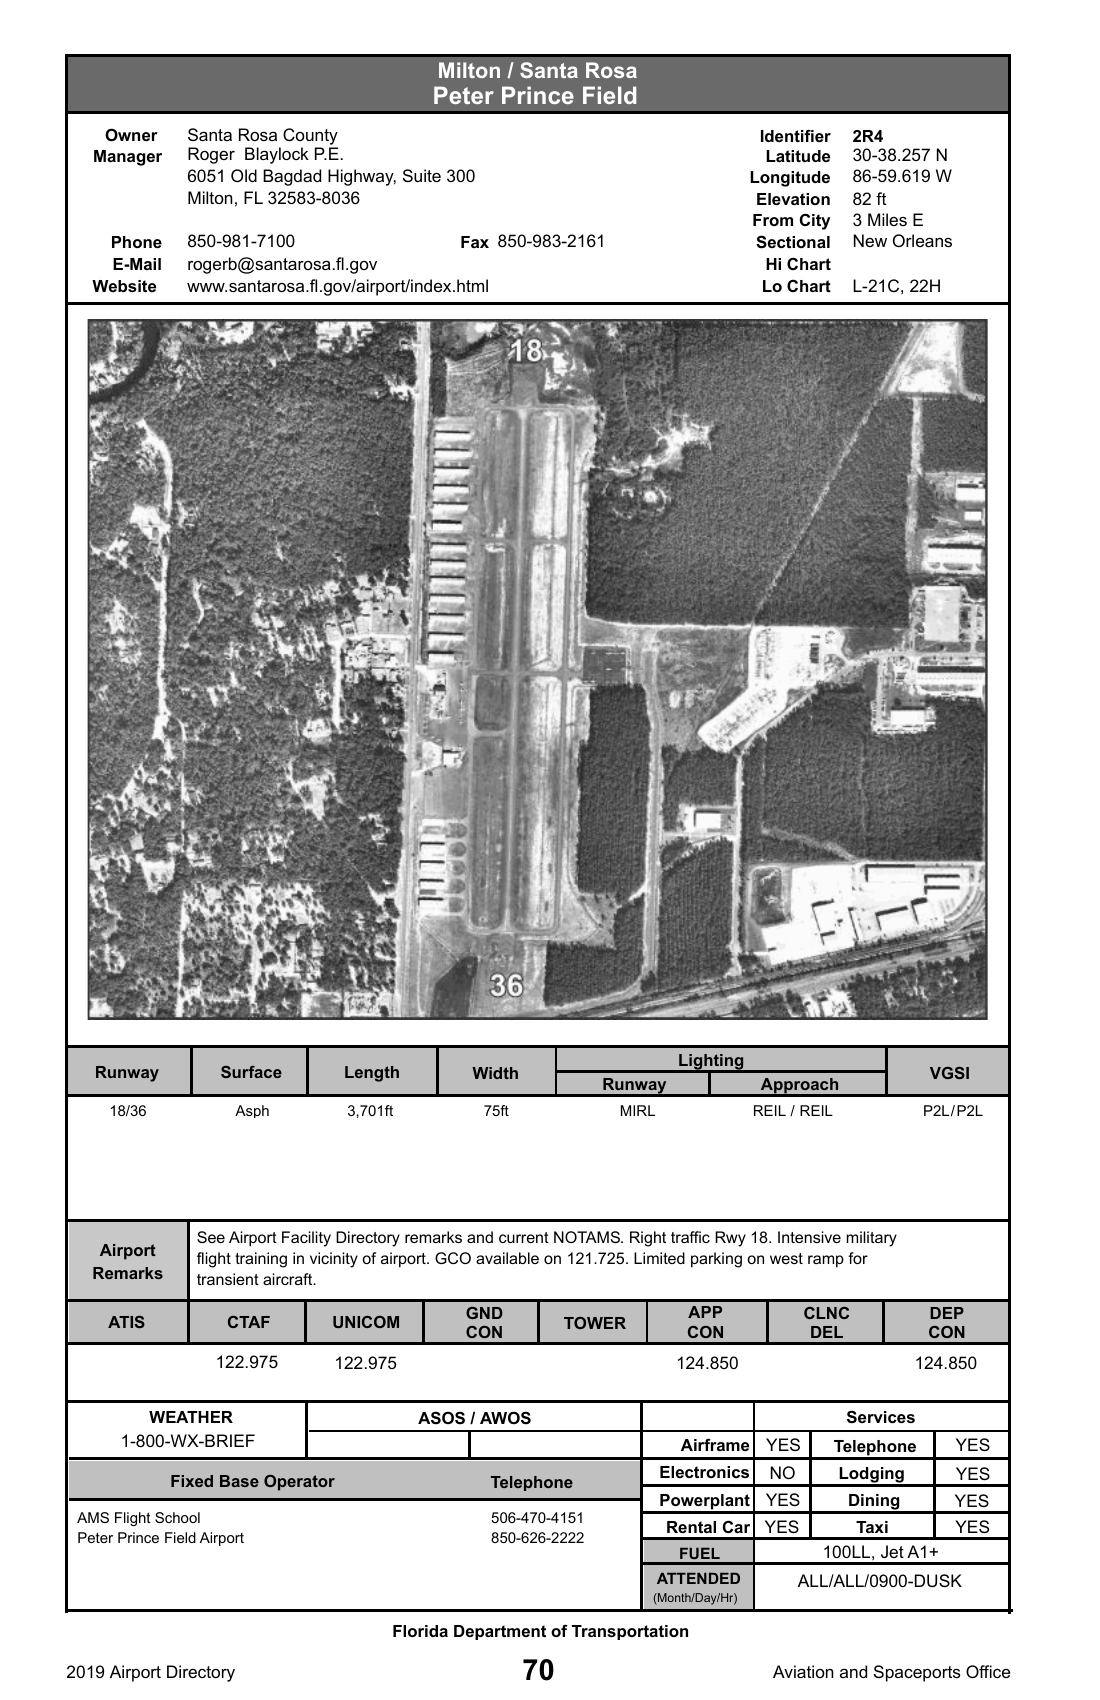 Milton / Santa Rosa
Peter Prince Field
Owner Santa Rosa County
Manager Roger Blaylock P.E.
6051 Old Bagdad Highway, Suite 300
Milton, FL 32583-8036
Phone 850-981-7100 Fax 850-983-2161
E-Mail rogerb@santarosa.fl.gov
Website www.santarosa.fl.gov/airport/index.html
Identifier 2R4
Latitude 30-38.257 N
Longitude 86-59.619 W
Elevation 82 ft
From City 3 Miles E
Sectional New Orleans
Hi Chart
Lo Chart L-21C, 22H
18
36
Runway Surface Length Width Lighting VGSI
Runway Approach
18/36 Asph 3,701ft 75ft MIRL REIL / REIL P2L/P2L
Airport Remarks
See Airport Facility Directory remarks and current NOTAMS. Right traffic Rwy 18. Intensive military
flight training in vicinity of airport. GCO available on 121.725. Limited parking on west ramp for
transient aircraft.
ATIS CTAF UNICOM GND CON TOWER APP CON CLNC DEL DEP CON
122.975 122.975 124.850 124.850
WEATHER
1-800-WX-BRIEF
ASOS / AWOS
Fixed Base Operator Telephone
AMS Flight School 506-470-4151
Peter Prince Field Airport 850-626-2222
Services
Airframe YES Telephone YES
Electronics NO Lodging YES
Powerplant YES Dining YES
Rental Car YES Taxi YES
FUEL 100LL, Jet A1+
ATTENDED ALL/ALL/0900-DUSK
(Month/Day/Hr)
Florida Department of Transportation
2019 Airport Directory 70 Aviation and Spaceports Office